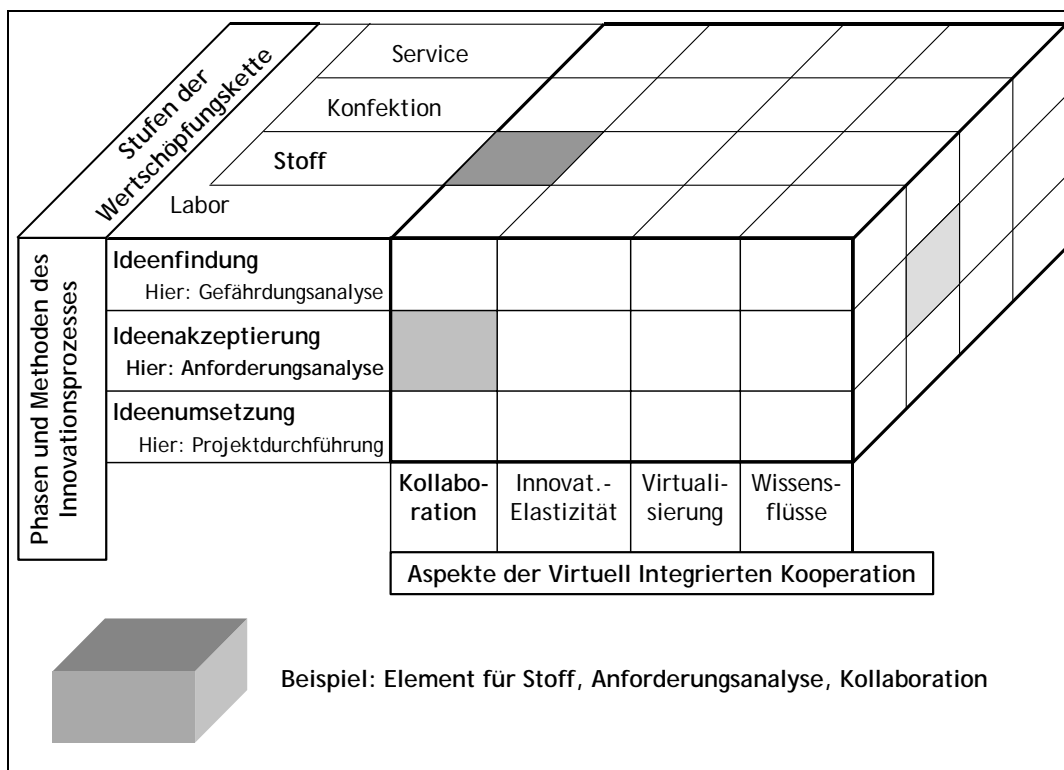 Stufen der
Wertschöpfungskette
Service
Konfektion
Stoff
Labor
Phasen und Methoden des
Innovationsprozesses
Ideenfindung
Hier: Gefährdungsanalyse
Ideenakzeptierung
Hier: Anforderungsanalyse
Ideenumsetzung
Hier: Projektdurchführung
Kollabo-
ration
Innovat.-
Elastizität
Virtuali-
sierung
Wissens-
flüsse
Aspekte der Virtuell Integrierten Kooperation
Beispiel: Element für Stoff, Anforderungsanalyse, Kollaboration